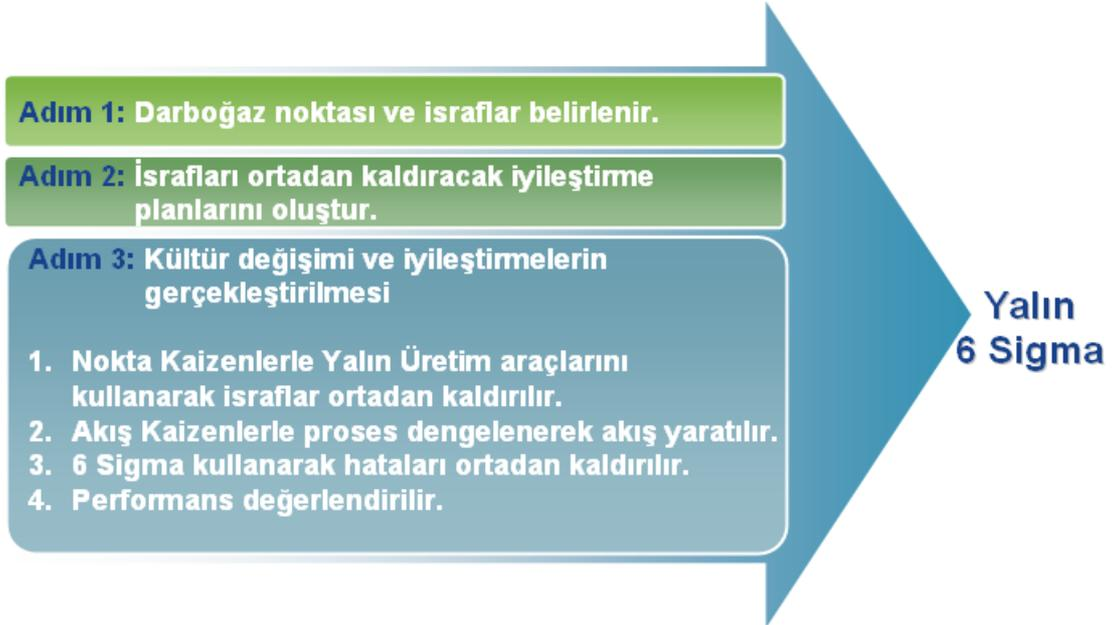 Adım 1: Darboğaz noktası ve israflar belirlenir.
Adım 2: İsrafları ortadan kaldıracak iyileştirme
planlarını oluştur.
Adım 3: Kültür değişimi ve iyileştirmelerin
gerçekleştirilmesi
1. Nokta Kaizenlerle Yalın Üretim araçlarını
kullanarak israflar ortadan kaldırılır.
2. Akış Kaizenlerle proses dengelenerek akış yaratılır.
3. 6 Sigma kullanarak hataları ortadan kaldırılır.
4. Performans değerlendirilir.
Yalın
6 Sigma